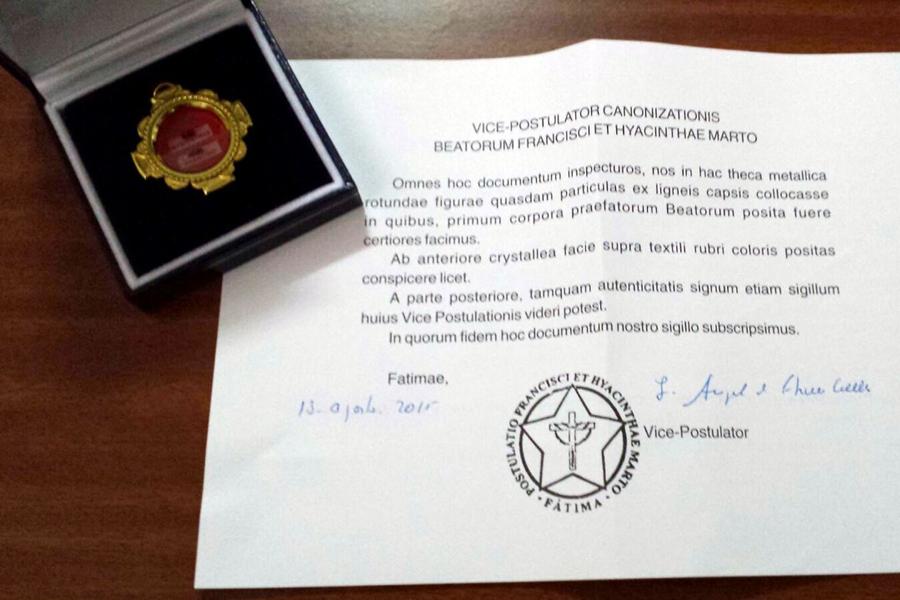 VICE-POSTULATOR CANONIZATIONIS
BEATORUM FRANCISCI ET HYACINTHAE MARTO
Omnes hoc documentum inspecturos, nos in hac theca metallica
rotundae figurae quasdam particulas ex ligneis capsis collocasse
in quibus, primum corpora praefatorum Beatorum posita fuere
certiores facimus.
Ab anteriore crystallea facie supra textili rubri coloris positas
conspicere licet.
A parte posteriore, tamquam autenticitatis signum etiam sigillum
huius Vice Postulationis videri potest.
In quorum fidem hoc documentum nostro sigillo subscripsimus.
Fatimae,
13 - agosto. 2015
Vice-Postulator
POSTULATIO FRANCISCI ET HYACINTHAE MARTO
· FÁTIMA ·